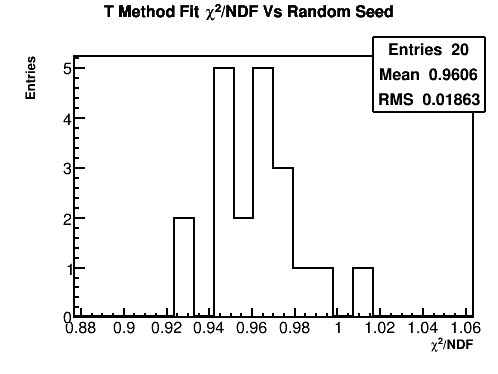 T Method Fit χ²/NDF Vs Random Seed
Entries 20
Mean 0.9606
RMS 0.01863
Entries
5
4
3
2
1
0
0.88 0.9 0.92 0.94 0.96 0.98 1 1.02 1.04 1.06
χ²/NDF